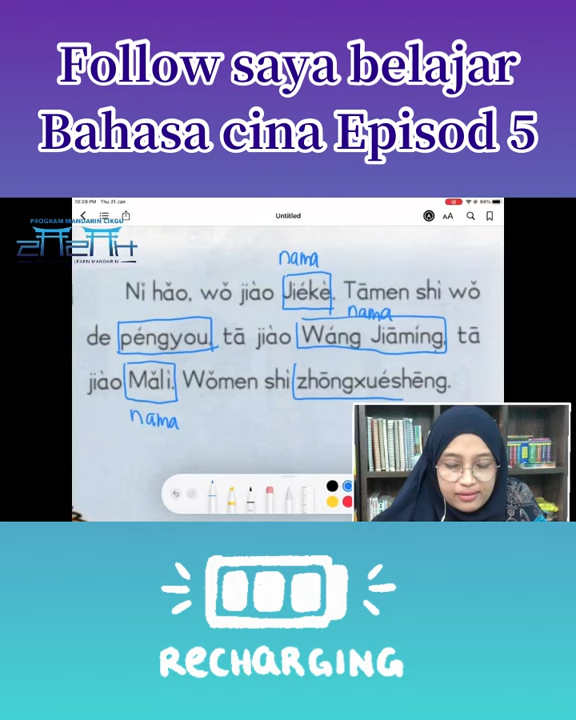 Follow saya belajar
Bahasa cina Episod 5
10:29 PM Thu 21 Jan
94%
Untitled
AA
PROGRAM MANDARIN CIKGU
LEARN MANDARIN
nama
Nǐ hǎo, wǒ jiào Jiékè. Tāmen shì wǒ
nama
de péngyou, tā jiào Wáng Jiāmíng, tā
jiào Mǎlì. Wǒmen shì zhōngxuéshēng.
nama
RECHARGING